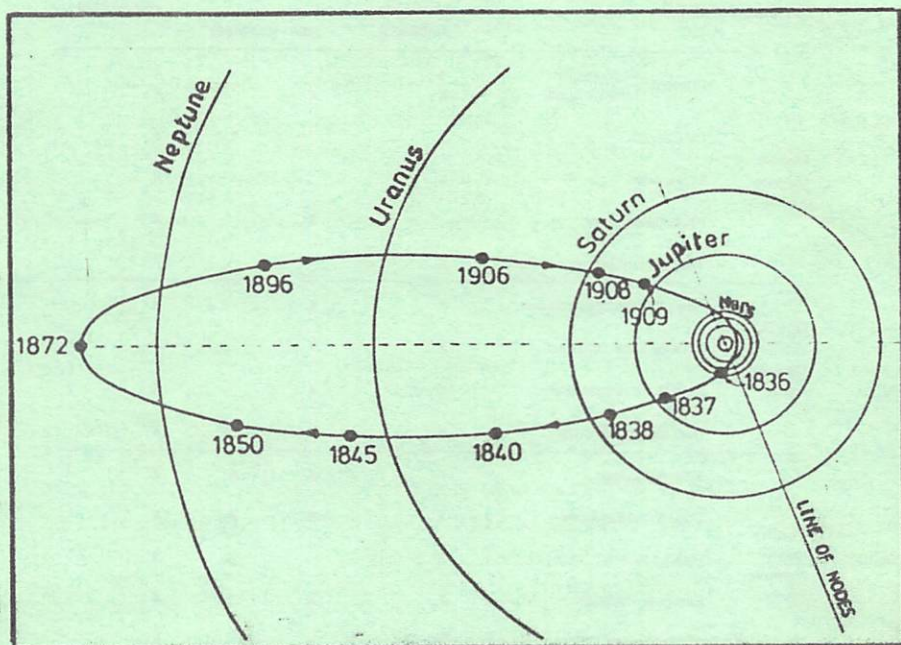 Neptune
Uranus
Saturn
Jupiter
Mars
1896
1906
1908
1909
1872
1836
1837
1838
1850
1845
1840
LINE OF NODES